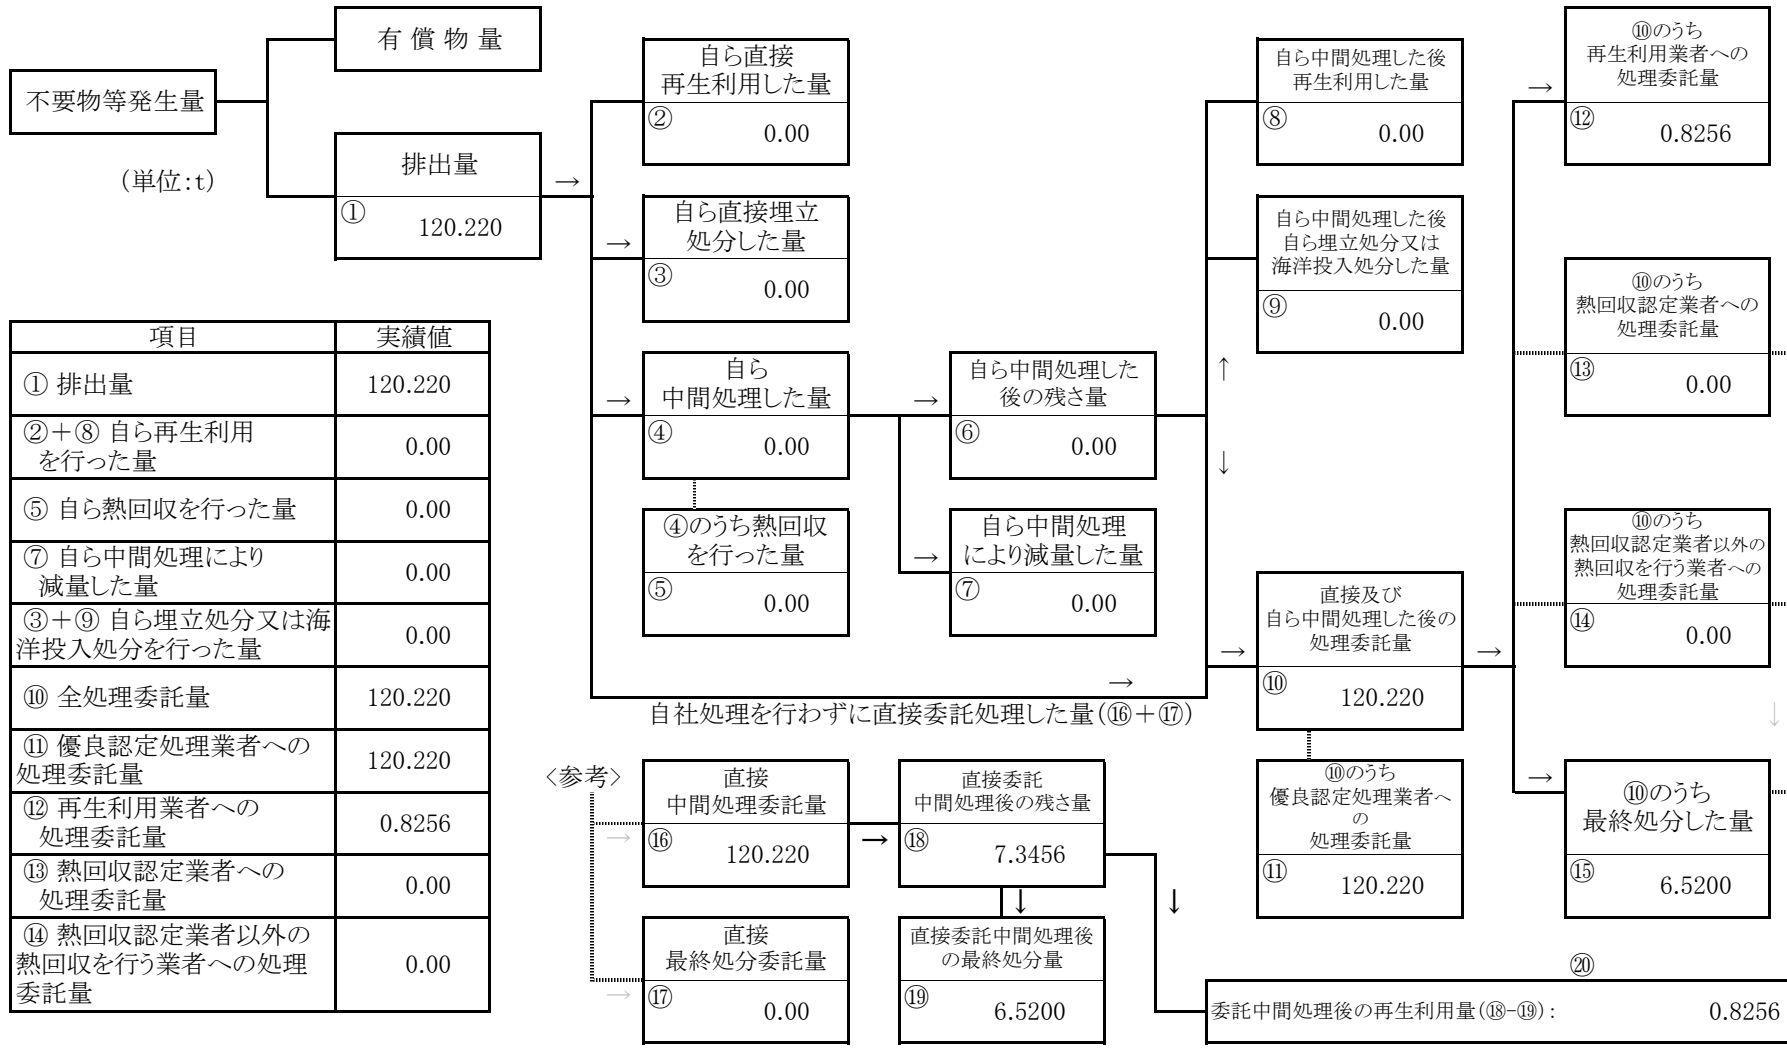 有 償 物 量
不要物等発生量
(単位:t)
排出量
①
120.220
→
自ら直接
再生利用した量
②
0.00
→
自ら直接埋立
処分した量
③
0.00
→
自ら
中間処理した量
④
0.00
④のうち熱回収
を行った量
⑤
0.00
→
自ら中間処理した
後の残さ量
⑥
0.00
→
自ら中間処理
により減量した量
⑦
0.00
自ら中間処理した後
再生利用した量
⑧
0.00
自ら中間処理した後
自ら埋立処分又は
海洋投入処分した量
⑨
0.00
↑
↓
→
直接及び
自ら中間処理した後の
処理委託量
⑩
120.220
→
⑩のうち
優良認定処理業者へ
の
処理委託量
⑪
120.220
→
⑩のうち
再生利用業者への
処理委託量
⑫
0.8256
⑩のうち
熱回収認定業者への
処理委託量
⑬
0.00
⑩のうち
熱回収認定業者以外の
熱回収を行う業者への
処理委託量
⑭
0.00
↓
→
⑩のうち
最終処分した量
⑮
6.5200
→
自社処理を行わずに直接委託処理した量(⑯+⑰)
<参考>
→
直接
中間処理委託量
⑯
120.220
→
直接委託
中間処理後の残さ量
⑱
7.3456
↓
↓
→
直接
最終処分委託量
⑰
0.00
直接委託中間処理後
の最終処分量
⑲
6.5200
⑳
委託中間処理後の再生利用量(⑱-⑲): 0.8256
項目 実績値
① 排出量 120.220
②+⑧ 自ら再生利用
を行った量 0.00
⑤ 自ら熱回収を行った量 0.00
⑦ 自ら中間処理により
減量した量 0.00
③+⑨ 自ら埋立処分又は海
洋投入処分を行った量 0.00
⑩ 全処理委託量 120.220
⑪ 優良認定処理業者への
処理委託量 120.220
⑫ 再生利用業者への
処理委託量 0.8256
⑬ 熱回収認定業者への
処理委託量 0.00
⑭ 熱回収認定業者以外の
熱回収を行う業者への処理
委託量 0.00